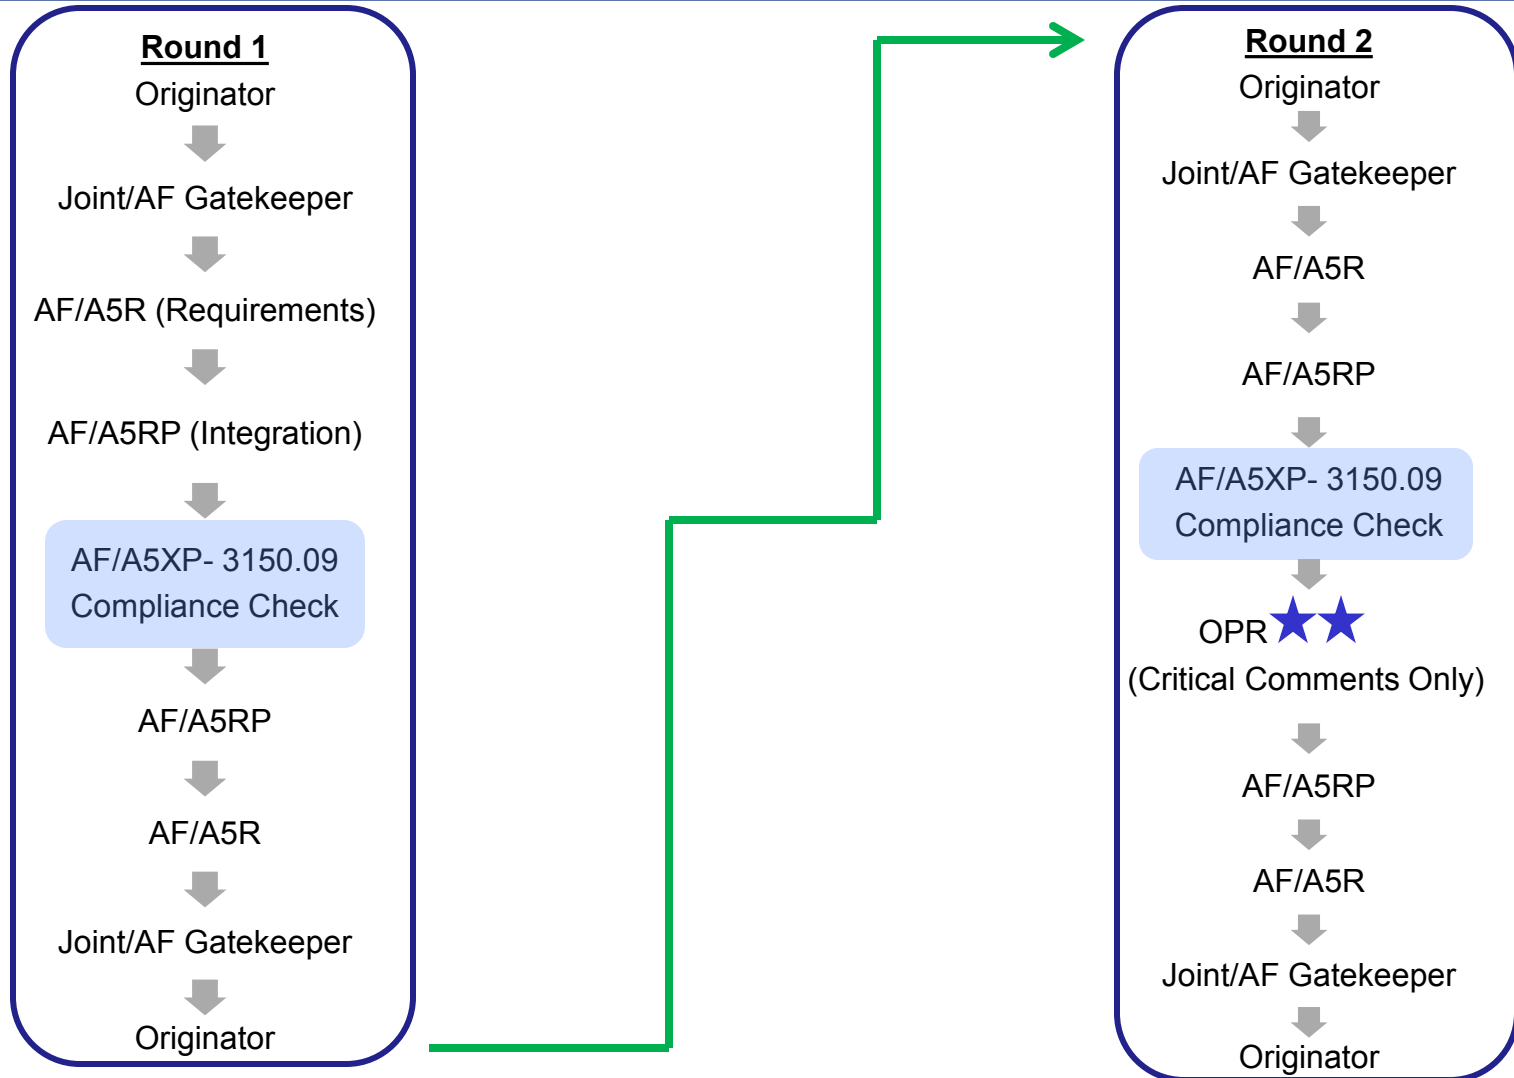 Round 1
Originator
Joint/AF Gatekeeper
AF/A5R (Requirements)
AF/A5RP (Integration)
AF/A5XP- 3150.09
Compliance Check
AF/A5RP
AF/A5R
Joint/AF Gatekeeper
Originator
Round 2
Originator
Joint/AF Gatekeeper
AF/A5R
AF/A5RP
AF/A5XP- 3150.09
Compliance Check
OPR
(Critical Comments Only)
AF/A5RP
AF/A5R
Joint/AF Gatekeeper
Originator